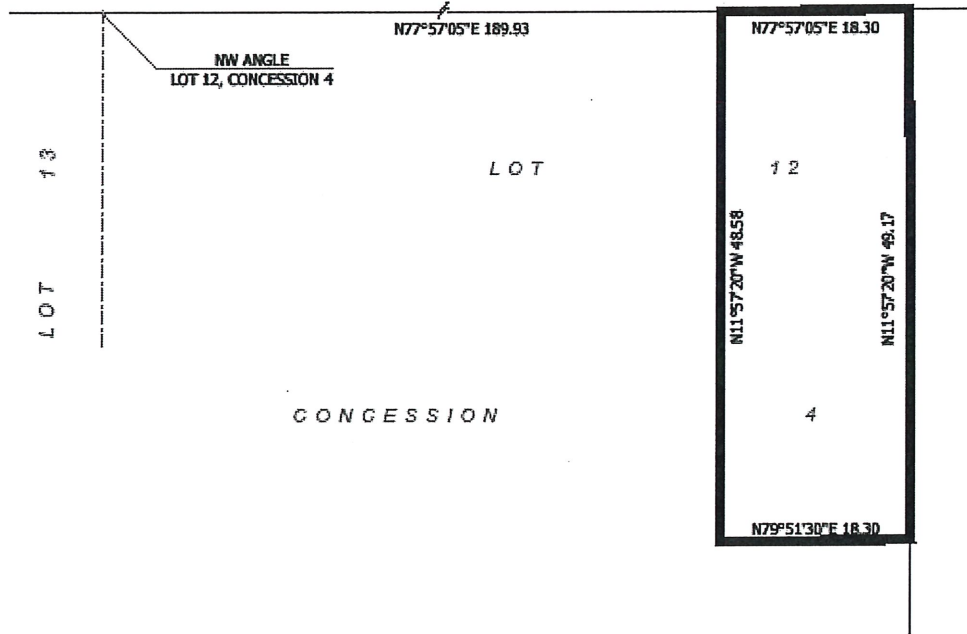 N77°57'05"E 189.93
N77°57'05"E 18.30
NW ANGLE
LOT 12, CONCESSION 4
LOT 13
LOT 12
N11°57'20"W 48.58
N11°57'20"W 49.17
CONCESSION 4
N79°51'30"E 18.30